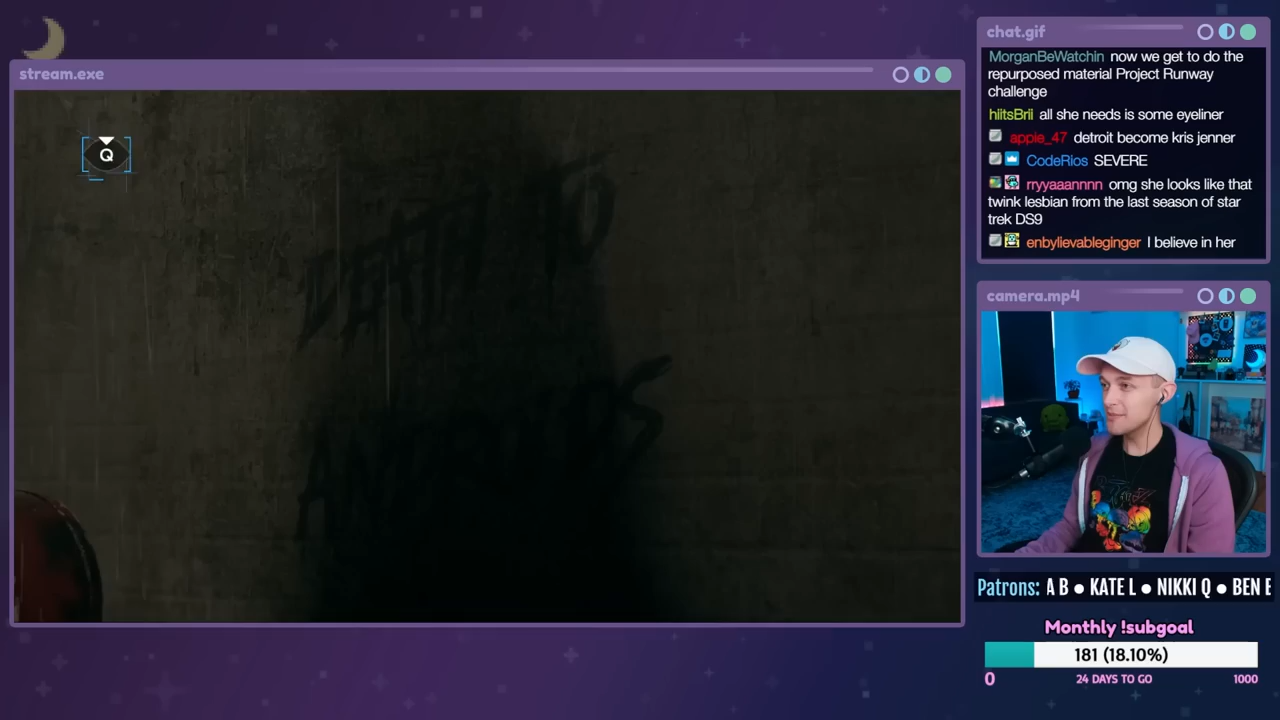 stream.exe
Q
DEATH TO
chat.gif
MorganBeWatchin now we get to do the
repurposed material Project Runway
challenge
hiitsBrii all she needs is some eyeliner
appie_47 detroit become kris jenner
CodeRios SEVERE
rryyaaannnn omg she looks like that
twink lesbian from the last season of star
trek DS9
enbylievableginger I believe in her
camera.mp4
Patrons: A B ● KATE L ● NIKKI Q ● BEN E
Monthly !subgoal
181 (18.10%)
0 24 DAYS TO GO 1000